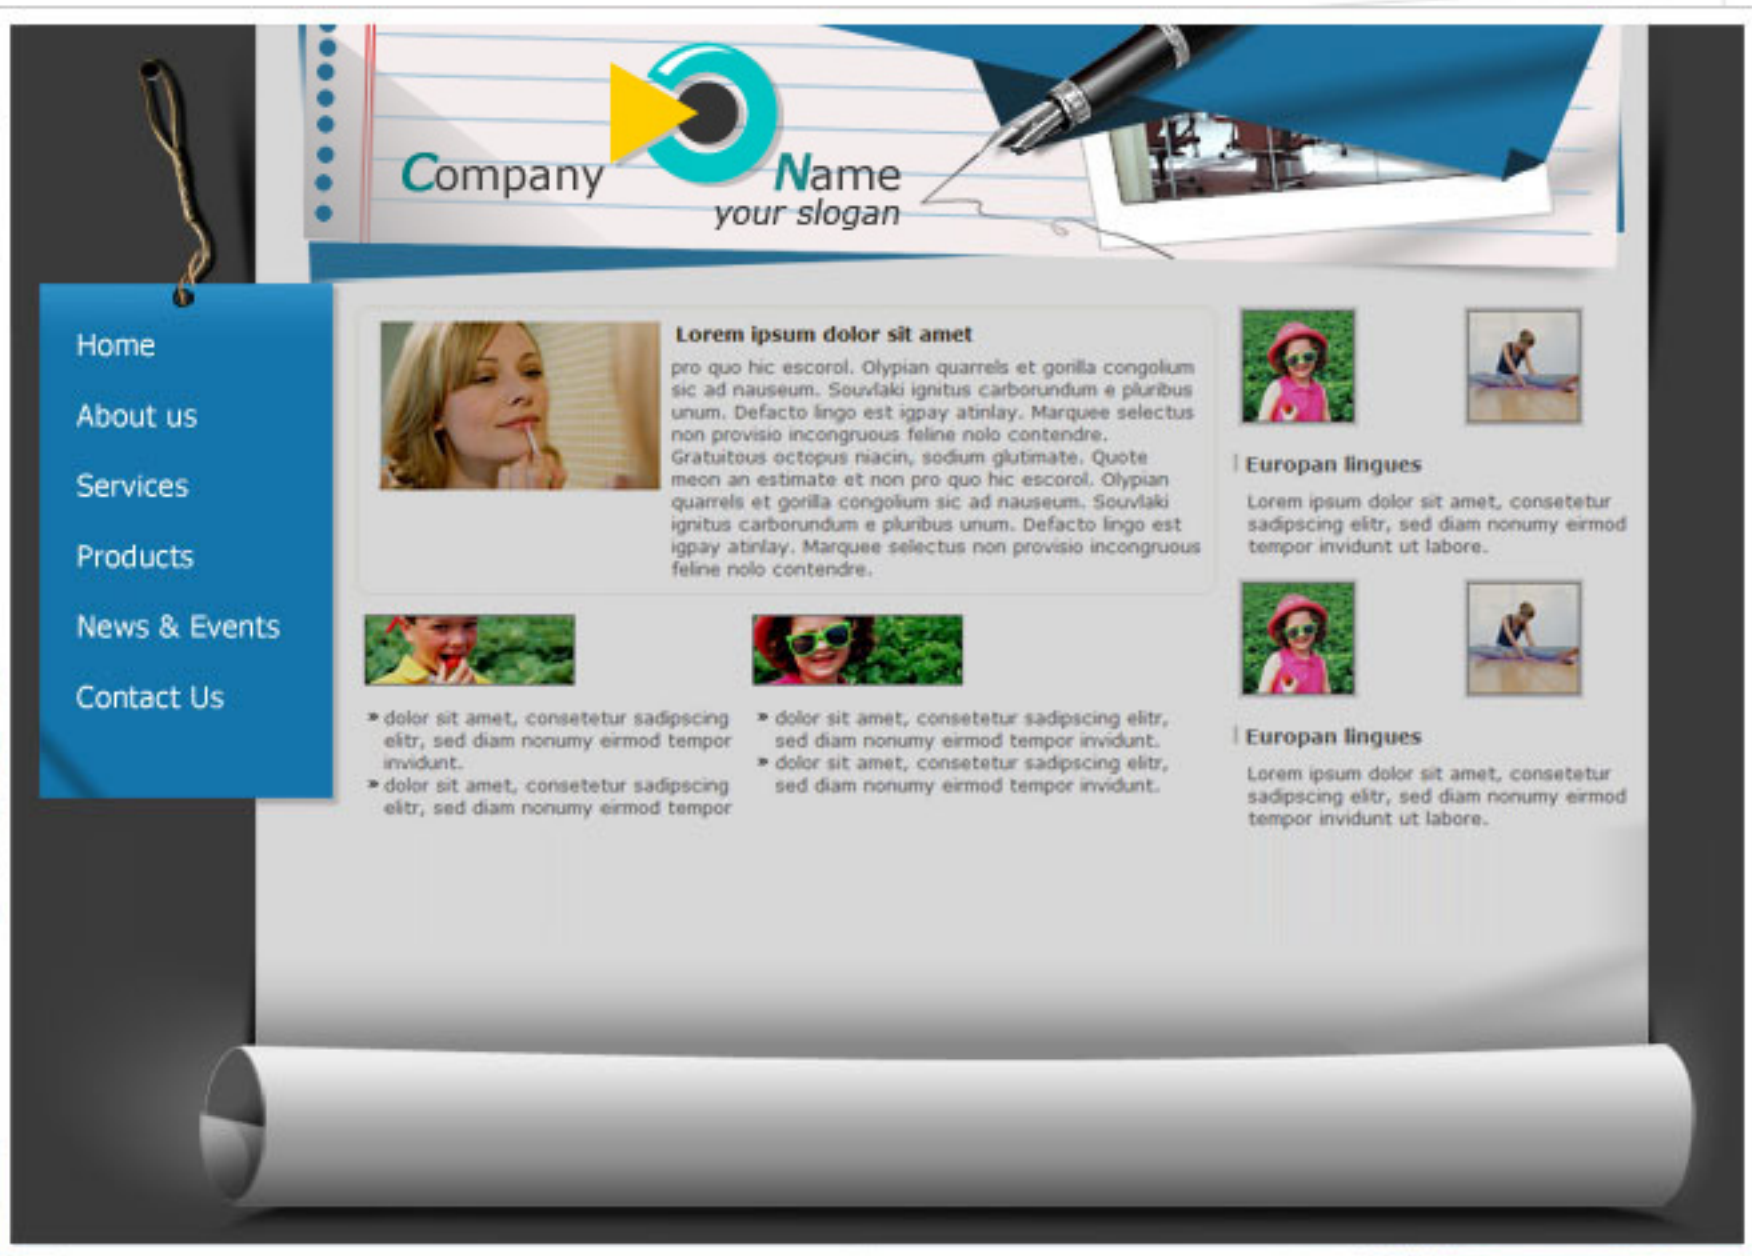 Company Name
your slogan
Home
About us
Services
Products
News & Events
Contact Us
Lorem ipsum dolor sit amet
pro quo hic escorol. Olypian quarrels et gorilla congolium
sic ad nauseum. Souvlaki ignitus carborundum e pluribus
unum. Defacto lingo est igpay atinlay. Marquee selectus
non provisio incongruous feline nolo contendre.
Gratuitous octopus niacin, sodium glutimate. Quote
meon an estimate et non pro quo hic escorol. Olypian
quarrels et gorilla congolium sic ad nauseum. Souvlaki
ignitus carborundum e pluribus unum. Defacto lingo est
igpay atinlay. Marquee selectus non provisio incongruous
feline nolo contendre.
» dolor sit amet, consetetur sadipscing
elitr, sed diam nonumy eirmod tempor
invidunt.
» dolor sit amet, consetetur sadipscing
elitr, sed diam nonumy eirmod tempor
» dolor sit amet, consetetur sadipscing elitr,
sed diam nonumy eirmod tempor invidunt.
» dolor sit amet, consetetur sadipscing elitr,
sed diam nonumy eirmod tempor invidunt.
Europan lingues
Lorem ipsum dolor sit amet, consetetur
sadipscing elitr, sed diam nonumy eirmod
tempor invidunt ut labore.
Europan lingues
Lorem ipsum dolor sit amet, consetetur
sadipscing elitr, sed diam nonumy eirmod
tempor invidunt ut labore.